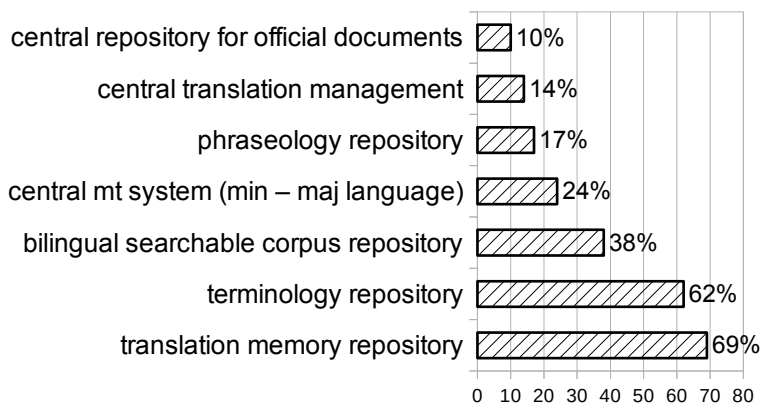 central repository for official documents 10%
central translation management 14%
phraseology repository 17%
central mt system (min – maj language) 24%
bilingual searchable corpus repository 38%
terminology repository 62%
translation memory repository 69%
0 10 20 30 40 50 60 70 80